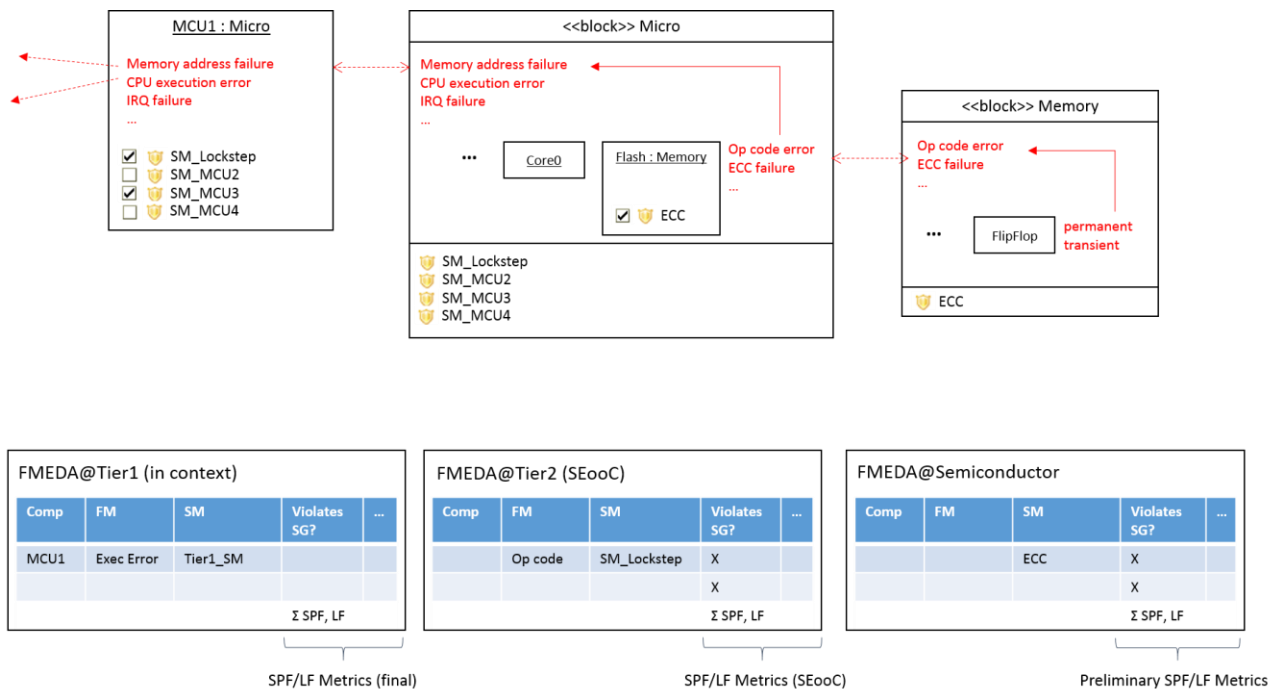 MCU1 : Micro
Memory address failure
CPU execution error
IRQ failure
...
SM_Lockstep
SM_MCU2
SM_MCU3
SM_MCU4
<<block>> Micro
Memory address failure
CPU execution error
IRQ failure
...
...
Core0
Flash : Memory
ECC
Op code error
ECC failure
...
SM_Lockstep
SM_MCU2
SM_MCU3
SM_MCU4
<<block>> Memory
Op code error
ECC failure
...
...
FlipFlop
permanent
transient
ECC
FMEDA@Tier1 (in context)
Comp FM SM Violates SG? ...
MCU1 Exec Error Tier1_SM
Σ SPF, LF
SPF/LF Metrics (final)
FMEDA@Tier2 (SEooC)
Comp FM SM Violates SG? ...
Op code SM_Lockstep X
X
Σ SPF, LF
SPF/LF Metrics (SEooC)
FMEDA@Semiconductor
Comp FM SM Violates SG? ...
ECC X
X
Σ SPF, LF
Preliminary SPF/LF Metrics